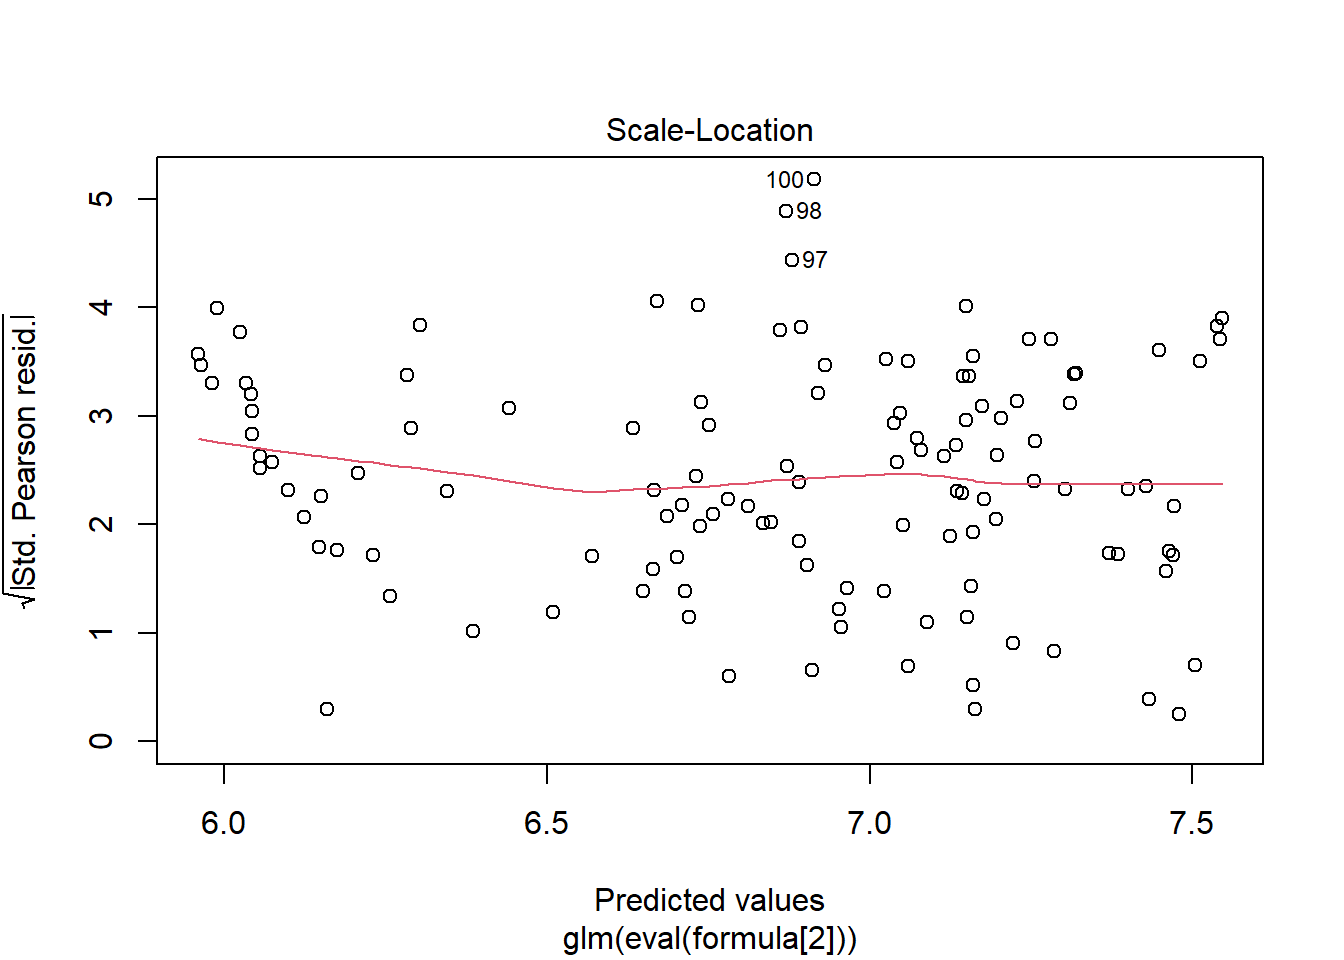 Scale-Location
√|Std. Pearson resid.|
5
4
3
2
1
0
100
98
97
6.0 6.5 7.0 7.5
Predicted values
glm(eval(formula[2]))